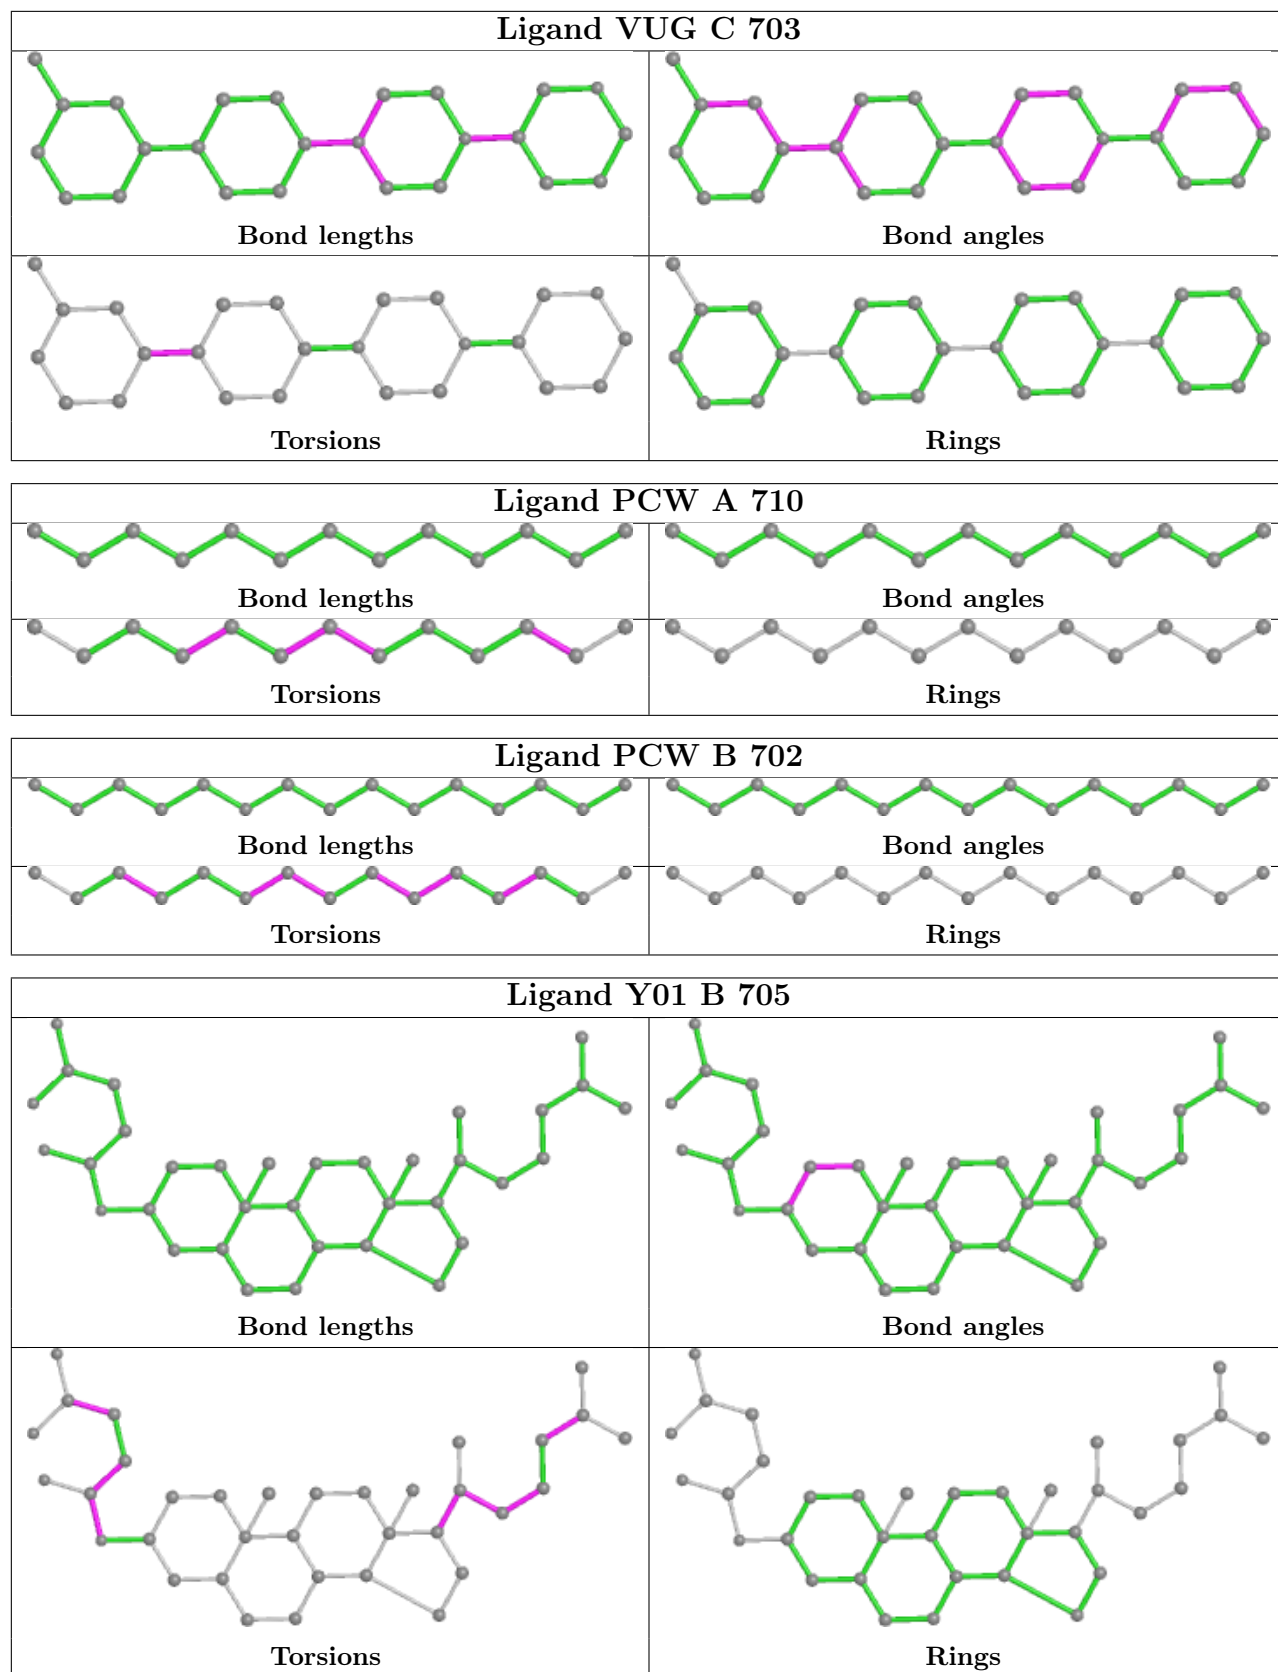 Ligand VUG C 703
Bond lengths
Bond angles
Torsions
Rings
Ligand PCW A 710
Bond lengths
Bond angles
Torsions
Rings
Ligand PCW B 702
Bond lengths
Bond angles
Torsions
Rings
Ligand Y01 B 705
Bond lengths
Bond angles
Torsions
Rings